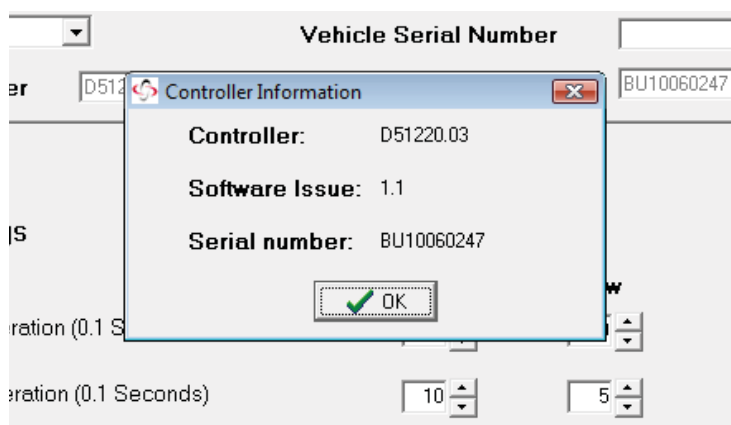 Vehicle Serial Number
er D512 BU10060247
Controller Information
Controller: D51220.03
Software Issue: 1.1
Serial number: BU10060247
gs
OK
w
eration (0.1 S
eration (0.1 Seconds) 10 5